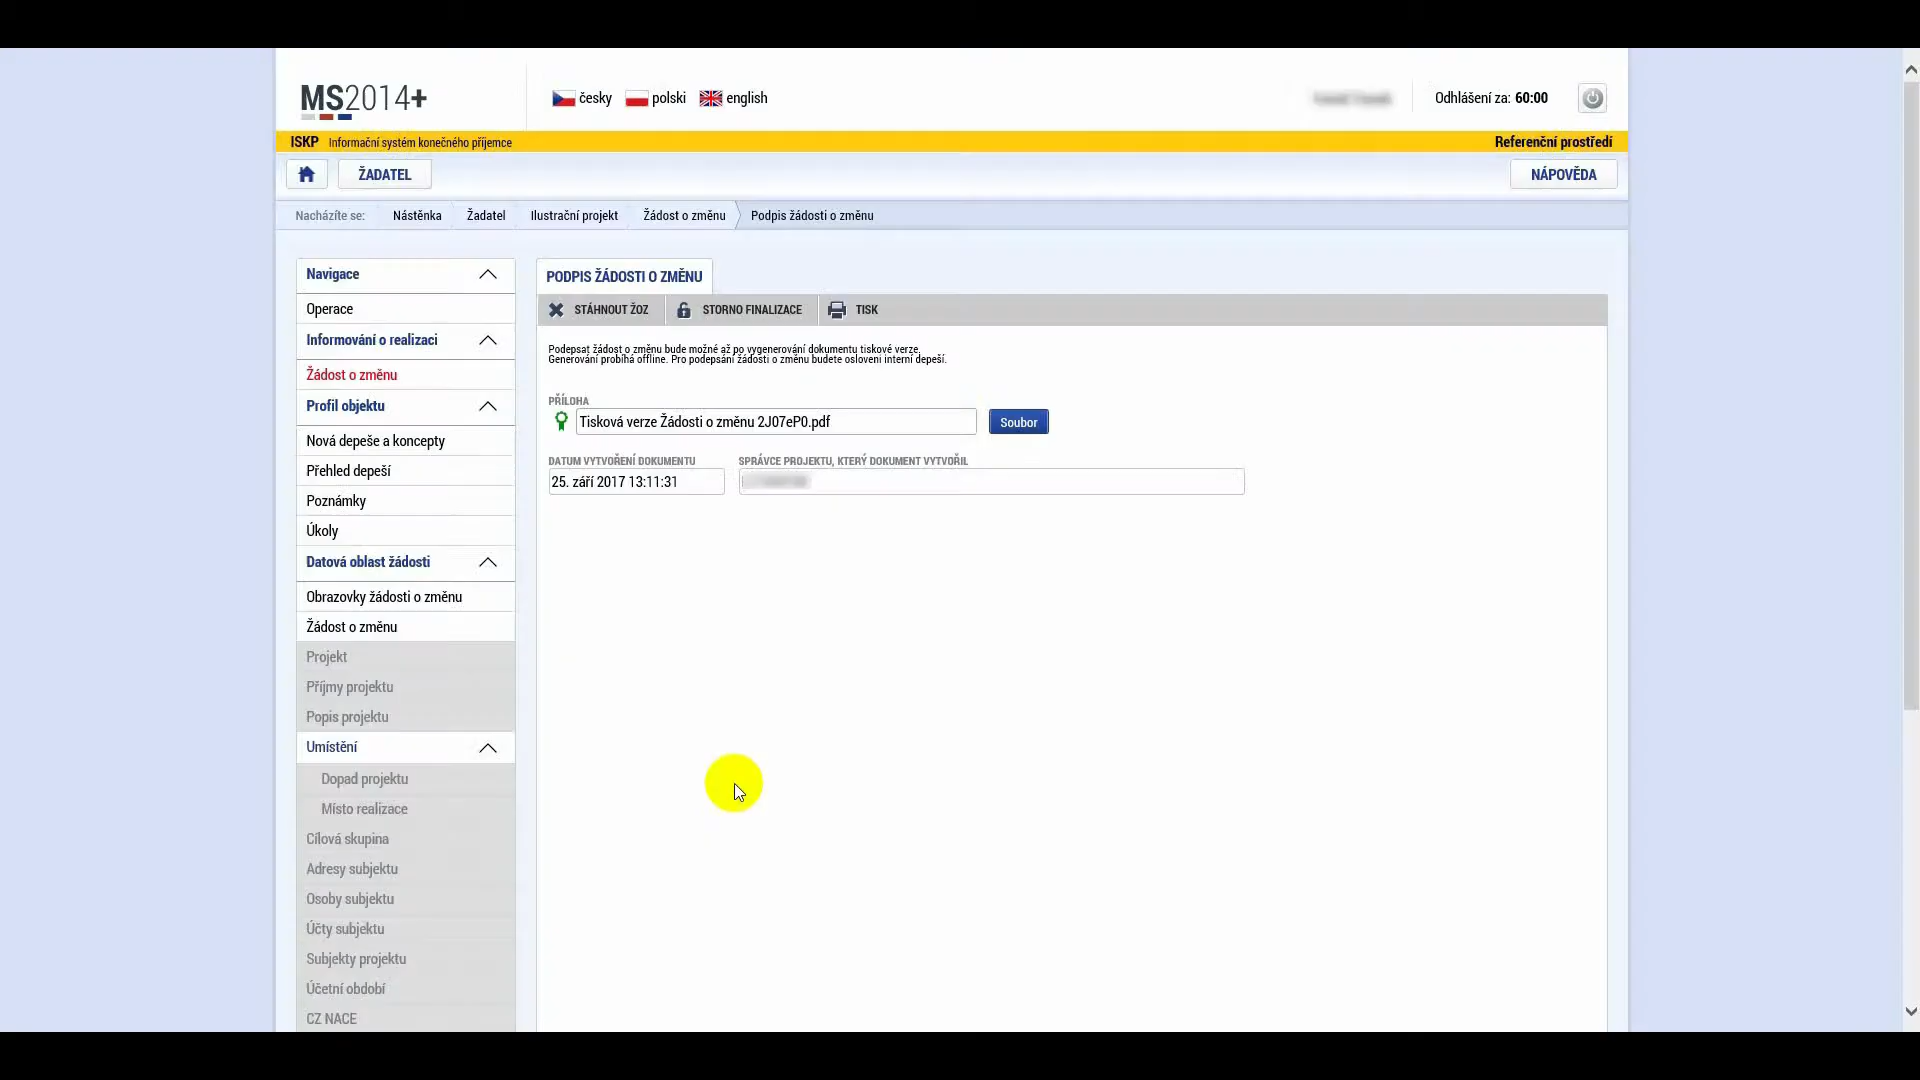 MS2014+
česky polski english
Odhlášení za: 60:00
ISKP Informační systém konečného příjemce
Referenční prostředí
ŽADATEL
NÁPOVĚDA
Nacházíte se: Nástěnka Žadatel Ilustrační projekt Žádost o změnu Podpis žádosti o změnu
Navigace
Operace
Informování o realizaci
Žádost o změnu
Profil objektu
Nová depeše a koncepty
Přehled depeší
Poznámky
Úkoly
Datová oblast žádosti
Obrazovky žádosti o změnu
Žádost o změnu
Projekt
Příjmy projektu
Popis projektu
Umístění
Dopad projektu
Místo realizace
Cílová skupina
Adresy subjektu
Osoby subjektu
Účty subjektu
Subjekty projektu
Účetní období
CZ NACE
PODPIS ŽÁDOSTI O ZMĚNU
STÁHNOUT ŽOZ STORNO FINALIZACE TISK
Podepsat žádost o změnu bude možné až po vygenerování dokumentu tiskové verze.
Generování probíhá offline. Pro podepsání žádosti o změnu budete osloveni interní depeší.
PŘÍLOHA
Tisková verze Žádosti o změnu 2J07eP0.pdf
Soubor
DATUM VYTVOŘENÍ DOKUMENTU SPRÁVCE PROJEKTU, KTERÝ DOKUMENT VYTVOŘIL
25. září 2017 13:11:31